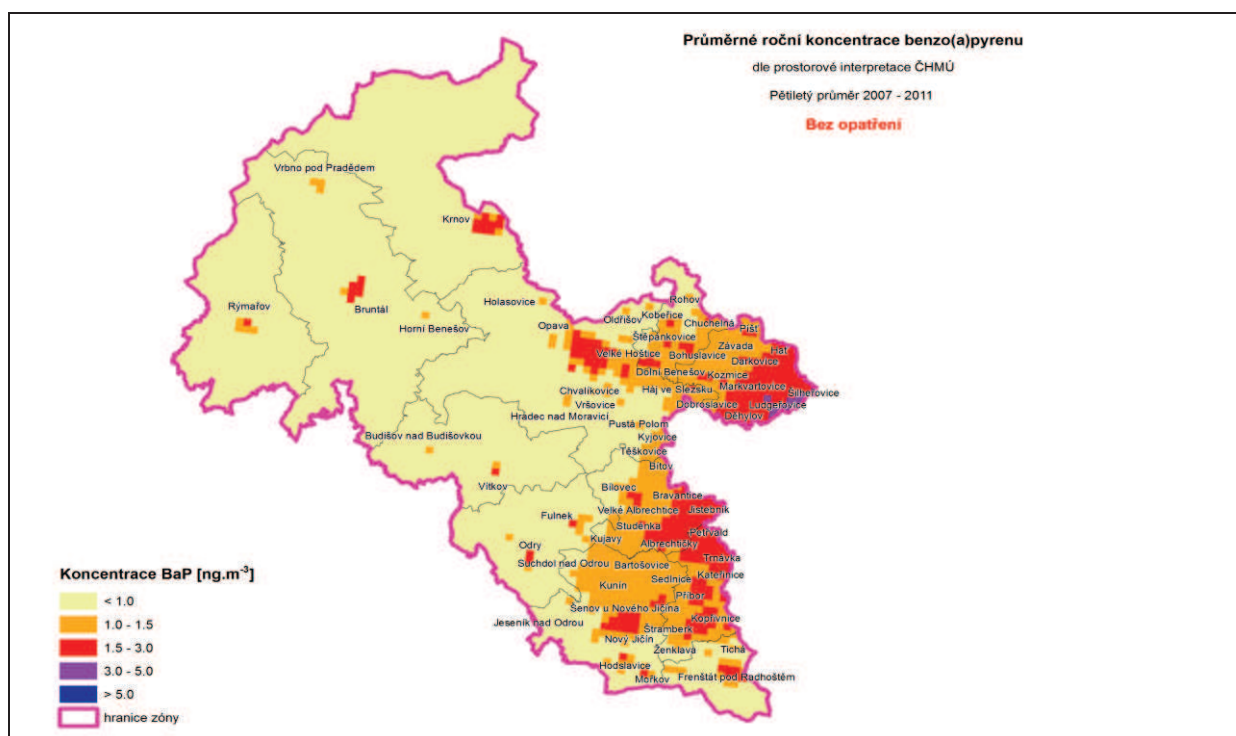 Průměrné roční koncentrace benzo(a)pyrenu
dle prostorové interpretace ČHMÚ
Pětiletý průměr 2007 - 2011
Bez opatření
Vrbno pod Pradědem
Krnov
Rýmařov
Bruntál
Horní Benešov
Holasovice
Opava
Oldřišov
Rohov
Kobeřice
Chuchelná
Píšť
Štěpánkovice
Závada
Hať
Velké Hoštice
Bohuslavice
Darkovice
Dolní Benešov
Kozmice
Háj ve Slezsku
Markvartovice
Šilheřovice
Chvalíkovice
Vršovice
Dobroslavice
Ludgeřovice
Děhylov
Hradec nad Moravicí
Pustá Polom
Budišov nad Budišovkou
Kyjovice
Těškovice
Bítov
Vítkov
Bílovec
Bravantice
Velké Albrechtice
Jistebník
Fulnek
Studénka
Petřvald
Kujavy
Albrechtičky
Odry
Trnávka
Suchdol nad Odrou
Bartošovice
Kateřinice
Kunín
Sedlnice
Příbor
Šenov u Nového Jičína
Jeseník nad Odrou
Kopřivnice
Štramberk
Nový Jičín
Ženklava
Tichá
Hodslavice
Mořkov
Frenštát pod Radhoštěm
Koncentrace BaP [ng.m-3]
< 1.0
1.0 - 1.5
1.5 - 3.0
3.0 - 5.0
> 5.0
hranice zóny